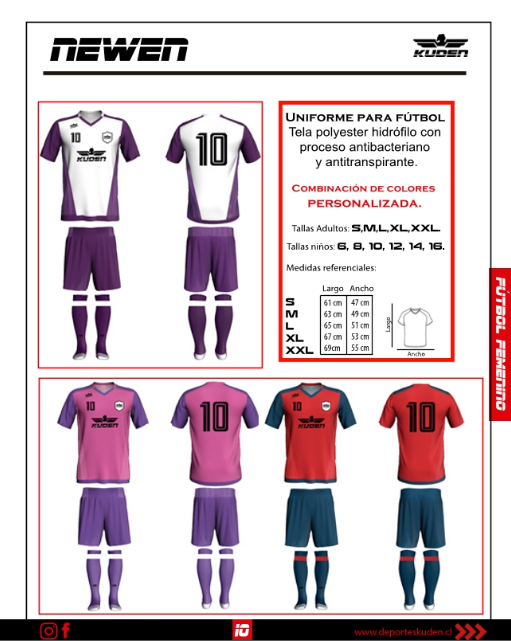 NEWEN
KUDEN
UNIFORME PARA FÚTBOL
Tela polyester hidrófilo con
proceso antibacteriano
y antitranspirante.
COMBINACIÓN DE COLORES
PERSONALIZADA.
Tallas Adultos: S,M,L,XL,XXL.
Tallas niños: 6, 8, 10, 12, 14, 16.
Medidas referenciales:
Largo Ancho
S 61 cm 47 cm
M 63 cm 49 cm
L 65 cm 51 cm
XL 67 cm 53 cm
XXL 69cm 55 cm
Largo
Ancho
10
KUDEN
10
FÚTBOL FEMENINO
10
KUDEN
10
10
KUDEN
10
10
www.deporteskuden.cl